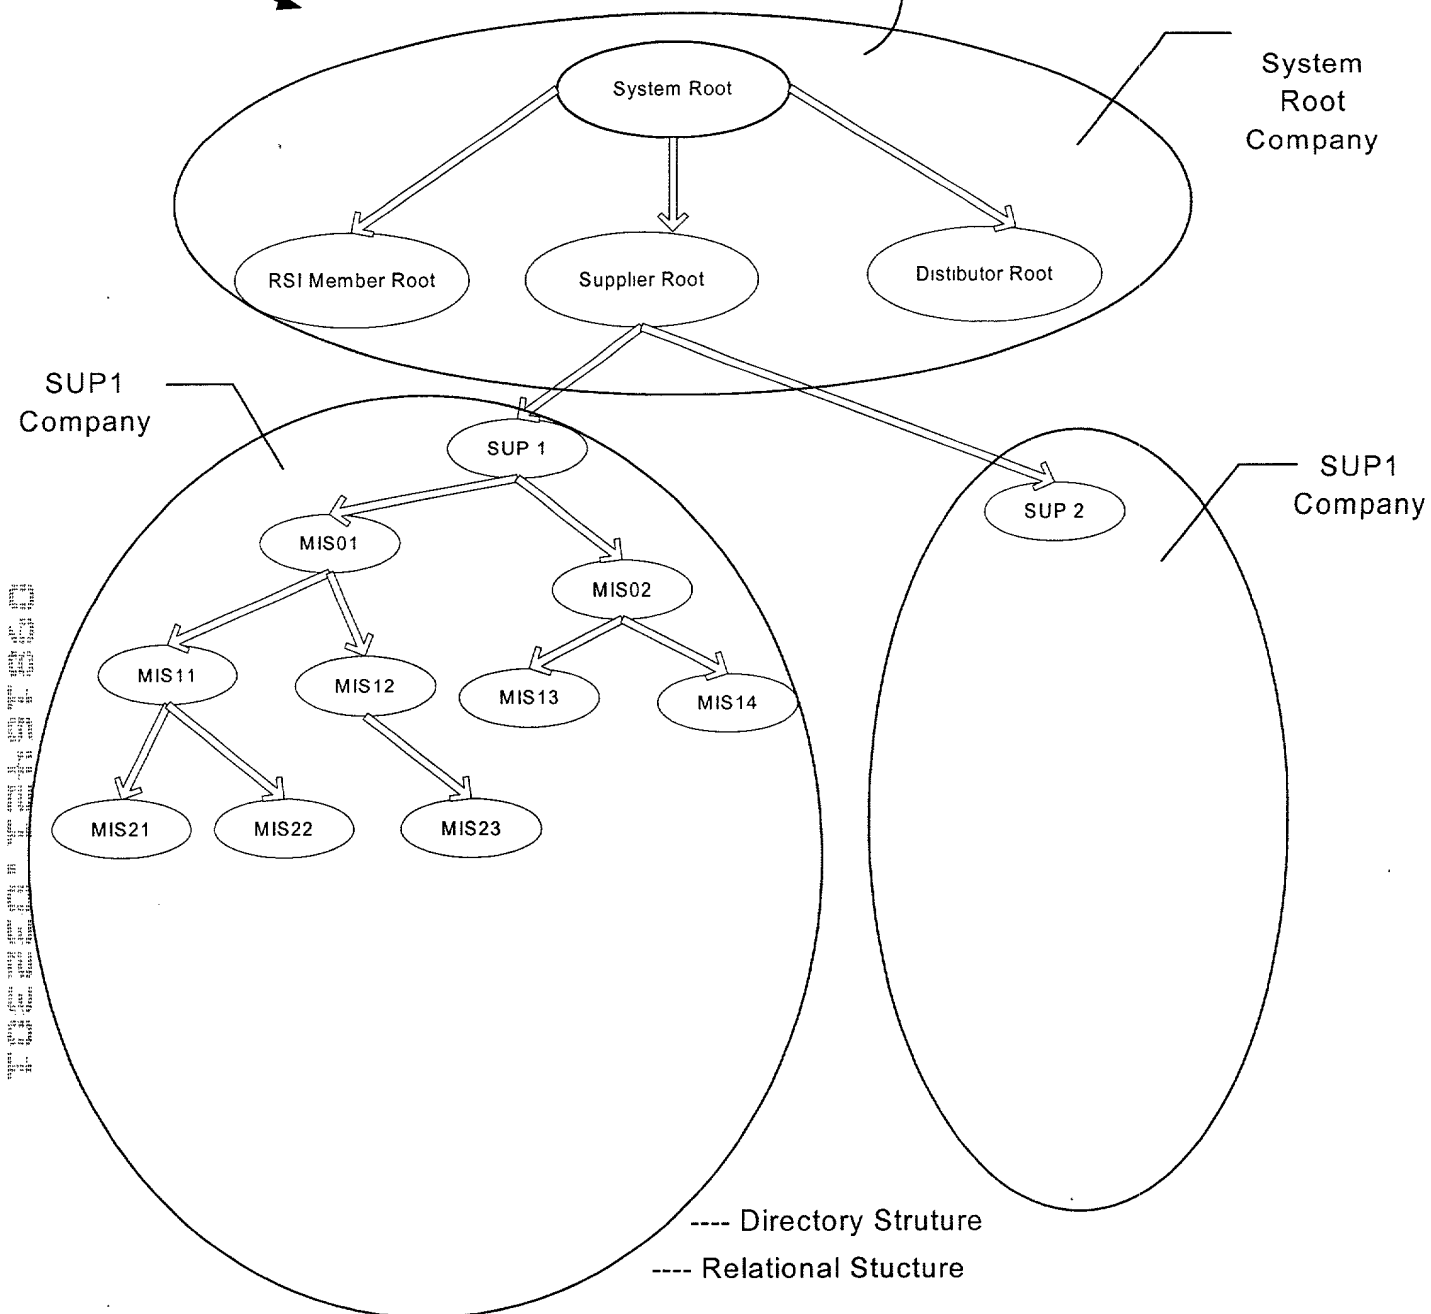 System Root
System
Root
Company
RSI Member Root
Supplier Root
Distibutor Root
SUP1
Company
SUP 1
SUP1
Company
SUP 2
MIS01
MIS02
MIS11
MIS12
MIS13
MIS14
MIS21
MIS22
MIS23
---- Directory Struture
---- Relational Stucture